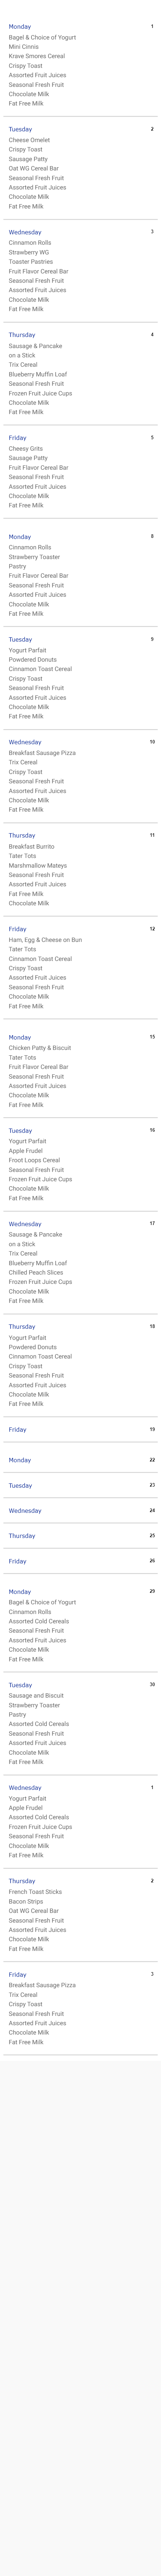 Monday 1
Bagel & Choice of Yogurt
Mini Cinnis
Krave Smores Cereal
Crispy Toast
Assorted Fruit Juices
Seasonal Fresh Fruit
Chocolate Milk
Fat Free Milk
Tuesday 2
Cheese Omelet
Crispy Toast
Sausage Patty
Oat WG Cereal Bar
Seasonal Fresh Fruit
Assorted Fruit Juices
Chocolate Milk
Fat Free Milk
Wednesday 3
Cinnamon Rolls
Strawberry WG
Toaster Pastries
Fruit Flavor Cereal Bar
Seasonal Fresh Fruit
Assorted Fruit Juices
Chocolate Milk
Fat Free Milk
Thursday 4
Sausage & Pancake
on a Stick
Trix Cereal
Blueberry Muffin Loaf
Seasonal Fresh Fruit
Frozen Fruit Juice Cups
Chocolate Milk
Fat Free Milk
Friday 5
Cheesy Grits
Sausage Patty
Fruit Flavor Cereal Bar
Seasonal Fresh Fruit
Assorted Fruit Juices
Chocolate Milk
Fat Free Milk
Monday 8
Cinnamon Rolls
Strawberry Toaster
Pastry
Fruit Flavor Cereal Bar
Seasonal Fresh Fruit
Assorted Fruit Juices
Chocolate Milk
Fat Free Milk
Tuesday 9
Yogurt Parfait
Powdered Donuts
Cinnamon Toast Cereal
Crispy Toast
Seasonal Fresh Fruit
Assorted Fruit Juices
Chocolate Milk
Fat Free Milk
Wednesday 10
Breakfast Sausage Pizza
Trix Cereal
Crispy Toast
Seasonal Fresh Fruit
Assorted Fruit Juices
Chocolate Milk
Fat Free Milk
Thursday 11
Breakfast Burrito
Tater Tots
Marshmallow Mateys
Seasonal Fresh Fruit
Assorted Fruit Juices
Fat Free Milk
Chocolate Milk
Friday 12
Ham, Egg & Cheese on Bun
Tater Tots
Cinnamon Toast Cereal
Crispy Toast
Assorted Fruit Juices
Seasonal Fresh Fruit
Chocolate Milk
Fat Free Milk
Monday 15
Chicken Patty & Biscuit
Tater Tots
Fruit Flavor Cereal Bar
Seasonal Fresh Fruit
Assorted Fruit Juices
Chocolate Milk
Fat Free Milk
Tuesday 16
Yogurt Parfait
Apple Frudel
Froot Loops Cereal
Seasonal Fresh Fruit
Frozen Fruit Juice Cups
Chocolate Milk
Fat Free Milk
Wednesday 17
Sausage & Pancake
on a Stick
Trix Cereal
Blueberry Muffin Loaf
Chilled Peach Slices
Frozen Fruit Juice Cups
Chocolate Milk
Fat Free Milk
Thursday 18
Yogurt Parfait
Powdered Donuts
Cinnamon Toast Cereal
Crispy Toast
Seasonal Fresh Fruit
Assorted Fruit Juices
Chocolate Milk
Fat Free Milk
Friday 19
Monday 22
Tuesday 23
Wednesday 24
Thursday 25
Friday 26
Monday 29
Bagel & Choice of Yogurt
Cinnamon Rolls
Assorted Cold Cereals
Seasonal Fresh Fruit
Assorted Fruit Juices
Chocolate Milk
Fat Free Milk
Tuesday 30
Sausage and Biscuit
Strawberry Toaster
Pastry
Assorted Cold Cereals
Seasonal Fresh Fruit
Assorted Fruit Juices
Chocolate Milk
Fat Free Milk
Wednesday 1
Yogurt Parfait
Apple Frudel
Assorted Cold Cereals
Frozen Fruit Juice Cups
Seasonal Fresh Fruit
Chocolate Milk
Fat Free Milk
Thursday 2
French Toast Sticks
Bacon Strips
Oat WG Cereal Bar
Seasonal Fresh Fruit
Assorted Fruit Juices
Chocolate Milk
Fat Free Milk
Friday 3
Breakfast Sausage Pizza
Trix Cereal
Crispy Toast
Seasonal Fresh Fruit
Assorted Fruit Juices
Chocolate Milk
Fat Free Milk